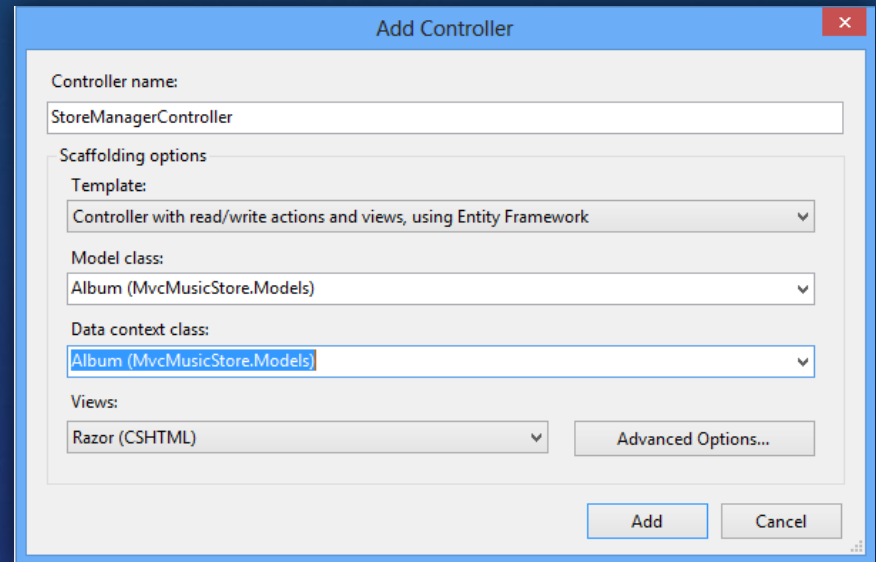 Add Controller
Controller name:
StoreManagerController
Scaffolding options
Template:
Controller with read/write actions and views, using Entity Framework
Model class:
Album (MvcMusicStore.Models)
Data context class:
Album (MvcMusicStore.Models)
Views:
Razor (CSHTML)
Advanced Options...
Add
Cancel